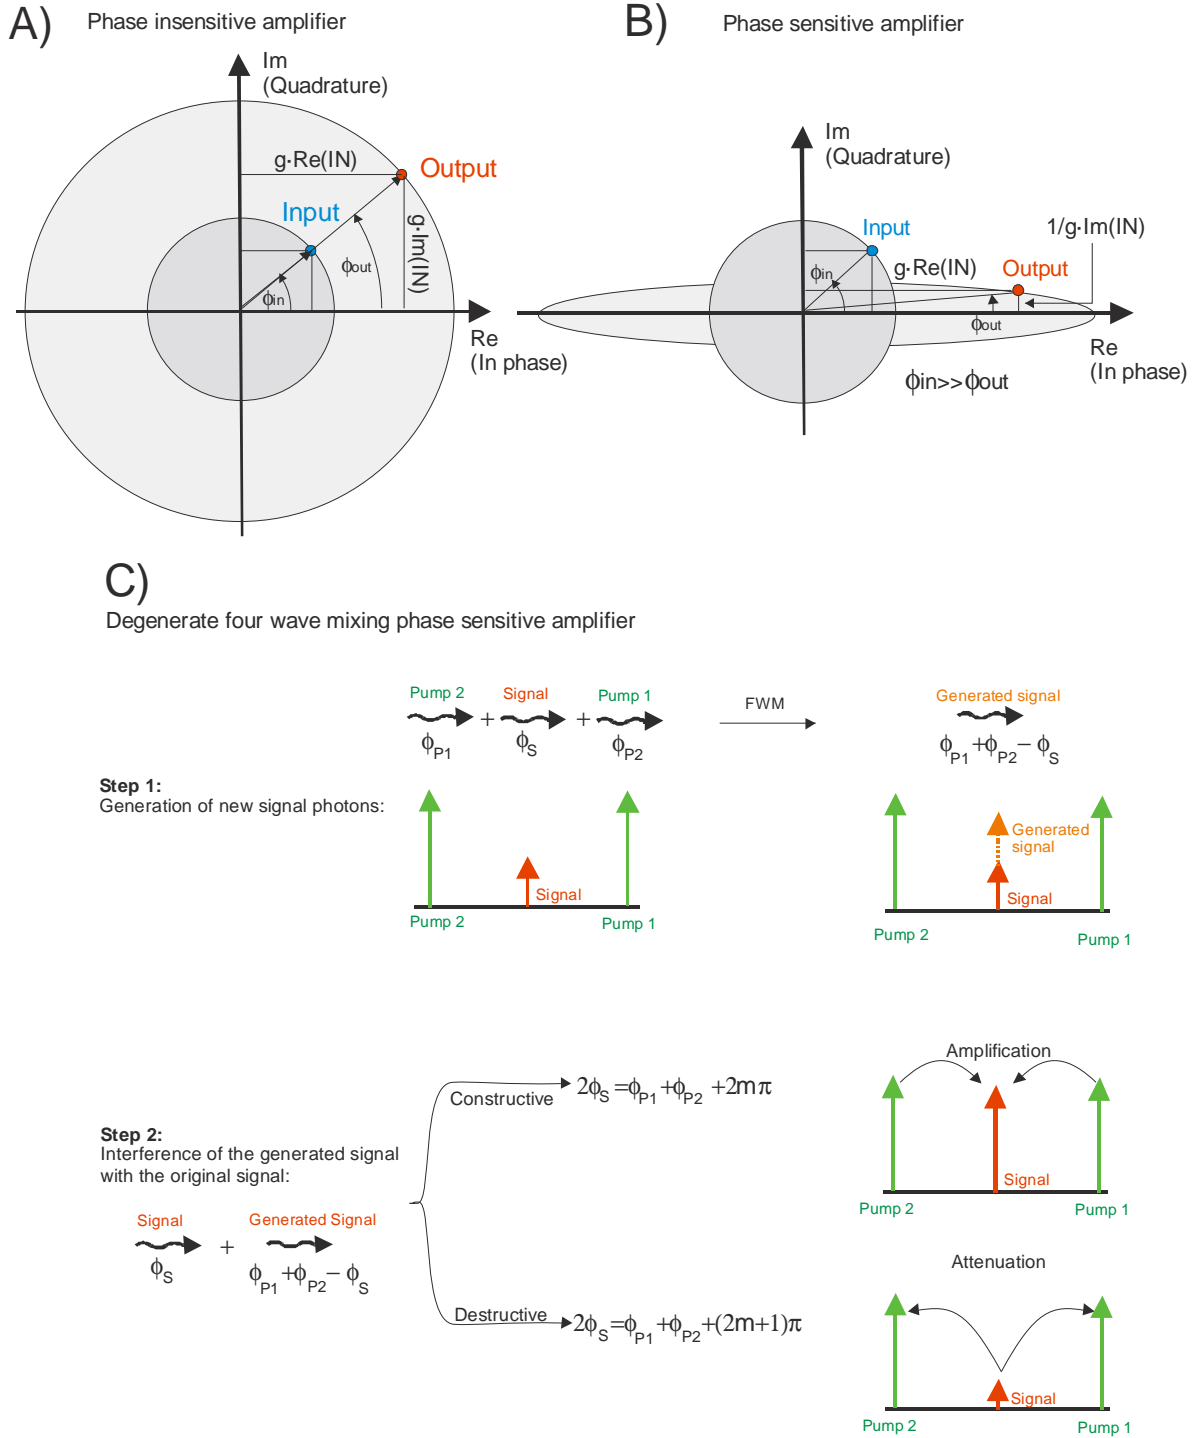 A)
Phase insensitive amplifier
Im
(Quadrature)
g·Re(IN)
Output
Input
g·Im(IN)
ϕout
ϕin
Re
(In phase)
B)
Phase sensitive amplifier
Im
(Quadrature)
Input
1/g·Im(IN)
g·Re(IN)
Output
ϕin
ϕout
Re
(In phase)
ϕin>>ϕout
C)
Degenerate four wave mixing phase sensitive amplifier
Pump 2 Signal Pump 1
+ +
FWM
Generated signal
ϕP1 ϕS ϕP2
ϕP1+ϕP2− ϕS
Step 1:
Generation of new signal photons:
Signal
Pump 2
Pump 1
Generated
signal
Signal
Pump 2
Pump 1
Step 2:
Interference of the generated signal
with the original signal:
Signal
Generated Signal
+
ϕS
ϕP1+ϕP2− ϕS
Constructive
2ϕS=ϕP1+ϕP2 +2mπ
Amplification
Signal
Pump 2
Pump 1
Destructive
2ϕS=ϕP1+ϕP2+(2m+1)π
Attenuation
Signal
Pump 2
Pump 1